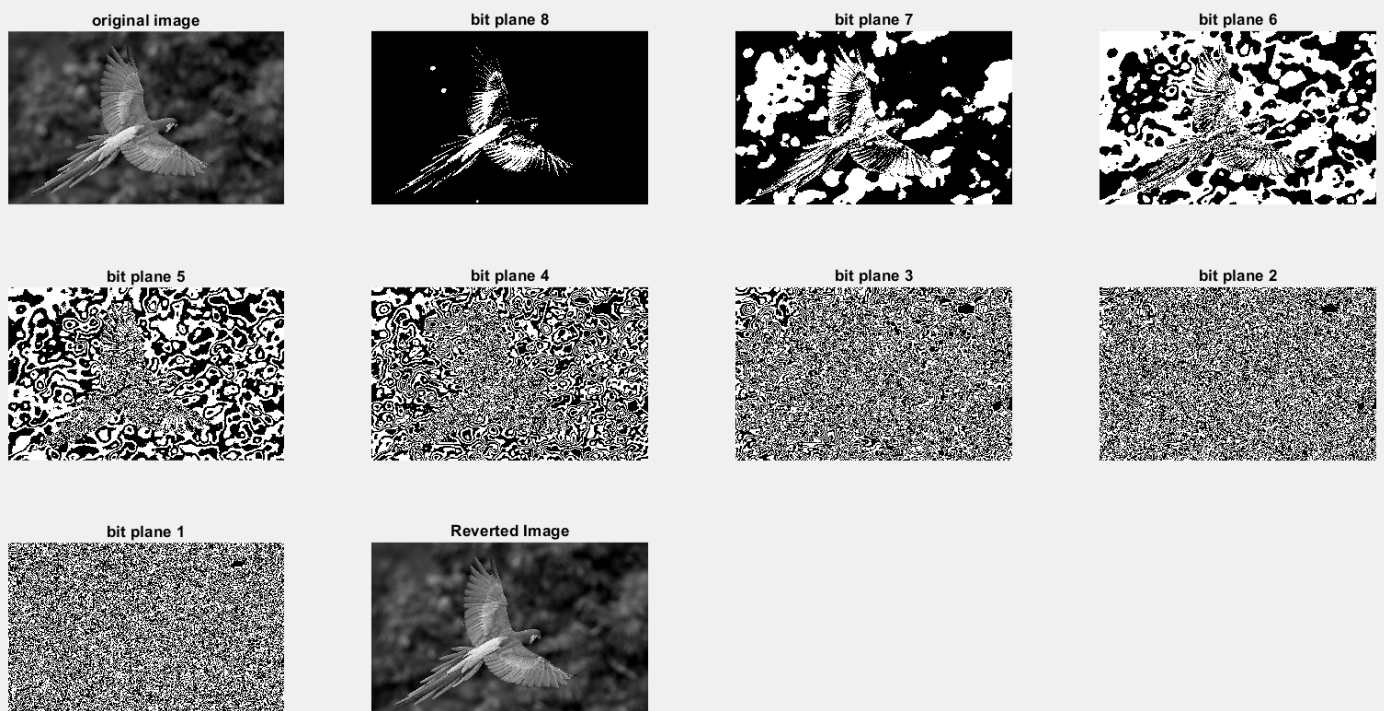 original image
bit plane 8
bit plane 7
bit plane 6
bit plane 5
bit plane 4
bit plane 3
bit plane 2
bit plane 1
Reverted Image